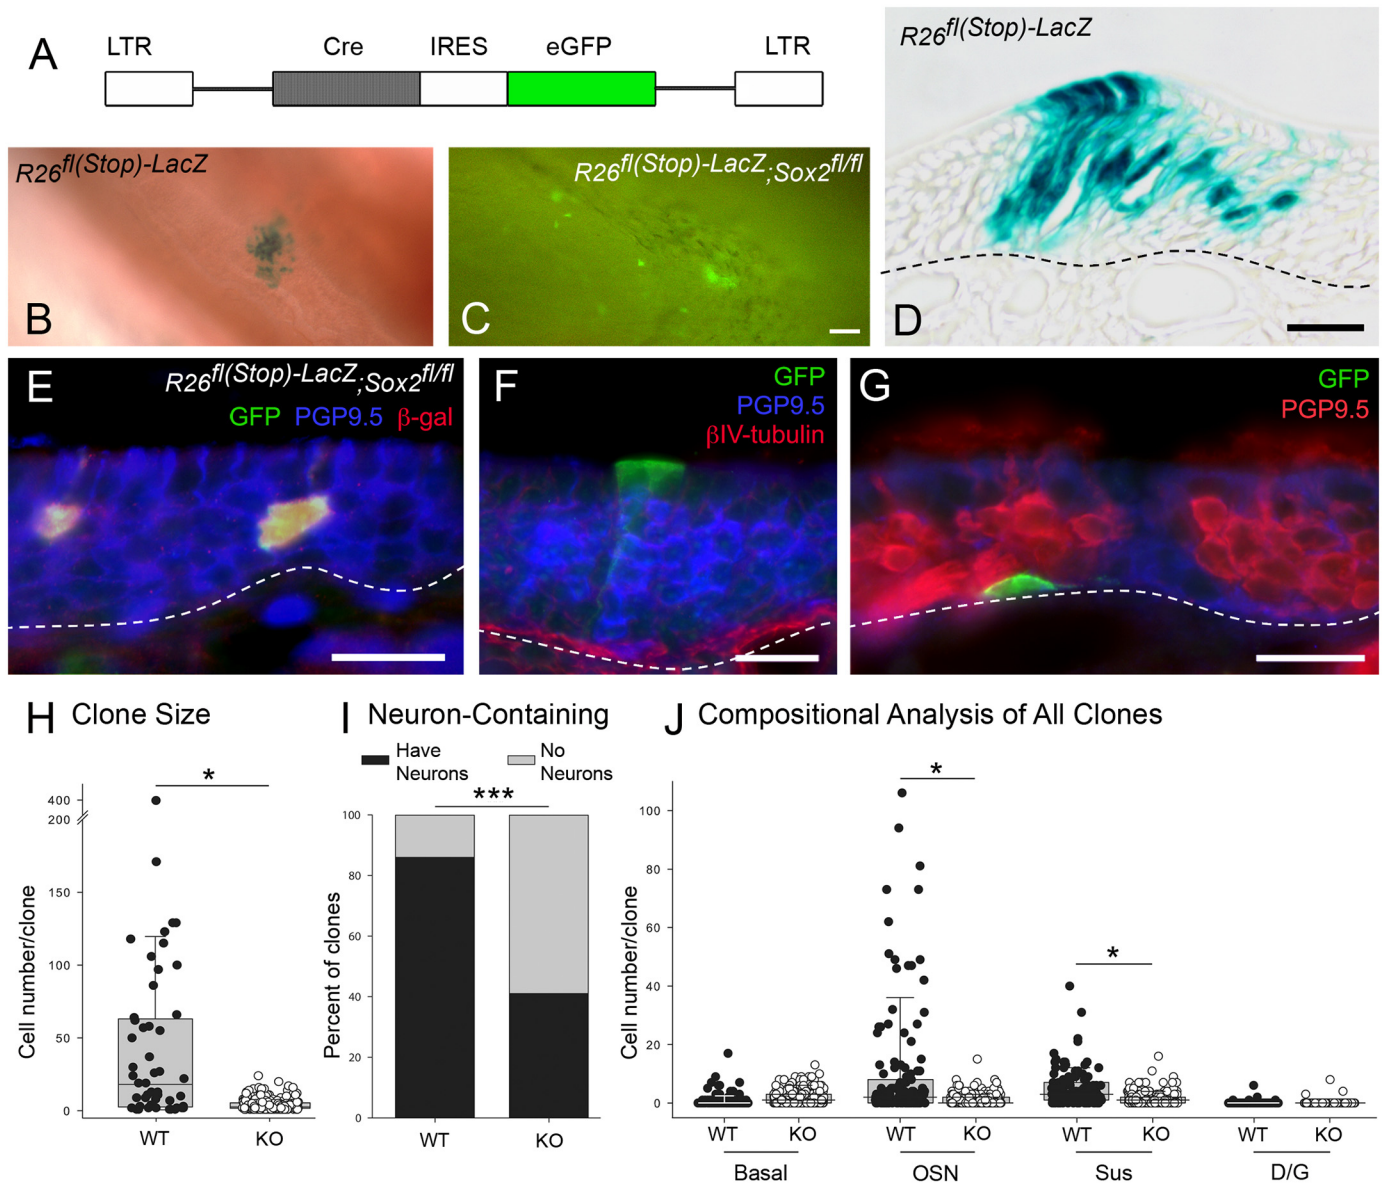 A
LTR Cre IRES eGFP LTR
R26fl(Stop)-LacZ
B
R26fl(Stop)-LacZ;Sox2fl/fl
C
R26fl(Stop)-LacZ
D
E
R26fl(Stop)-LacZ;Sox2fl/fl
GFP PGP9.5 β-gal
F
GFP
PGP9.5
βIV-tubulin
G
GFP
PGP9.5
H Clone Size
*
Cell number/clone
400
200
150
100
50
0
WT KO
I Neuron-Containing
Have Neurons
No Neurons
***
Percent of clones
100
80
60
40
20
0
WT KO
J Compositional Analysis of All Clones
*
*
Cell number/clone
100
80
60
40
20
0
WT KO WT KO WT KO WT KO
Basal OSN Sus D/G